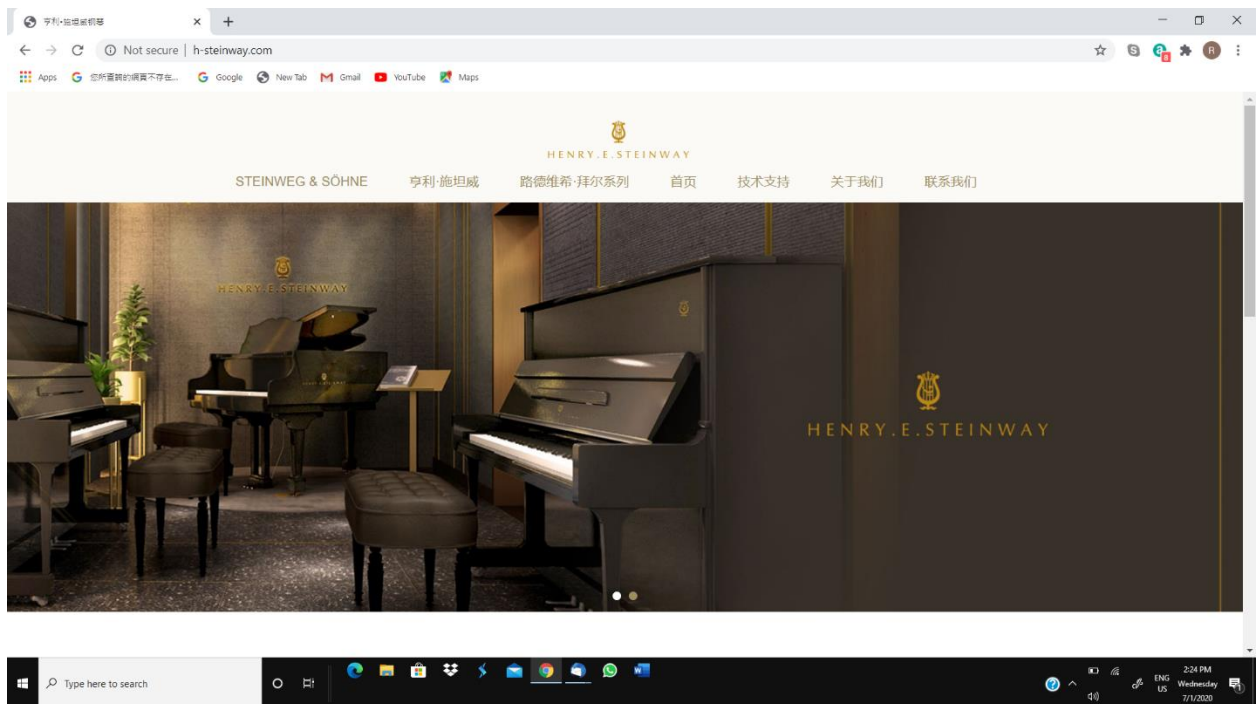 亨利•施坦威钢琴
Not secure | h-steinway.com
Apps
Google
New Tab
Gmail
YouTube
Maps
R
8
HENRY.E.STEINWAY
STEINWEG & SÖHNE 亨利·施坦威 路德维希·拜尔系列 首页 技术支持 关于我们 联系我们
HENRY.E.STEINWAY
HENRY.E.STEINWAY
Type here to search
ENG
US
2:24 PM
Wednesday
7/1/2020